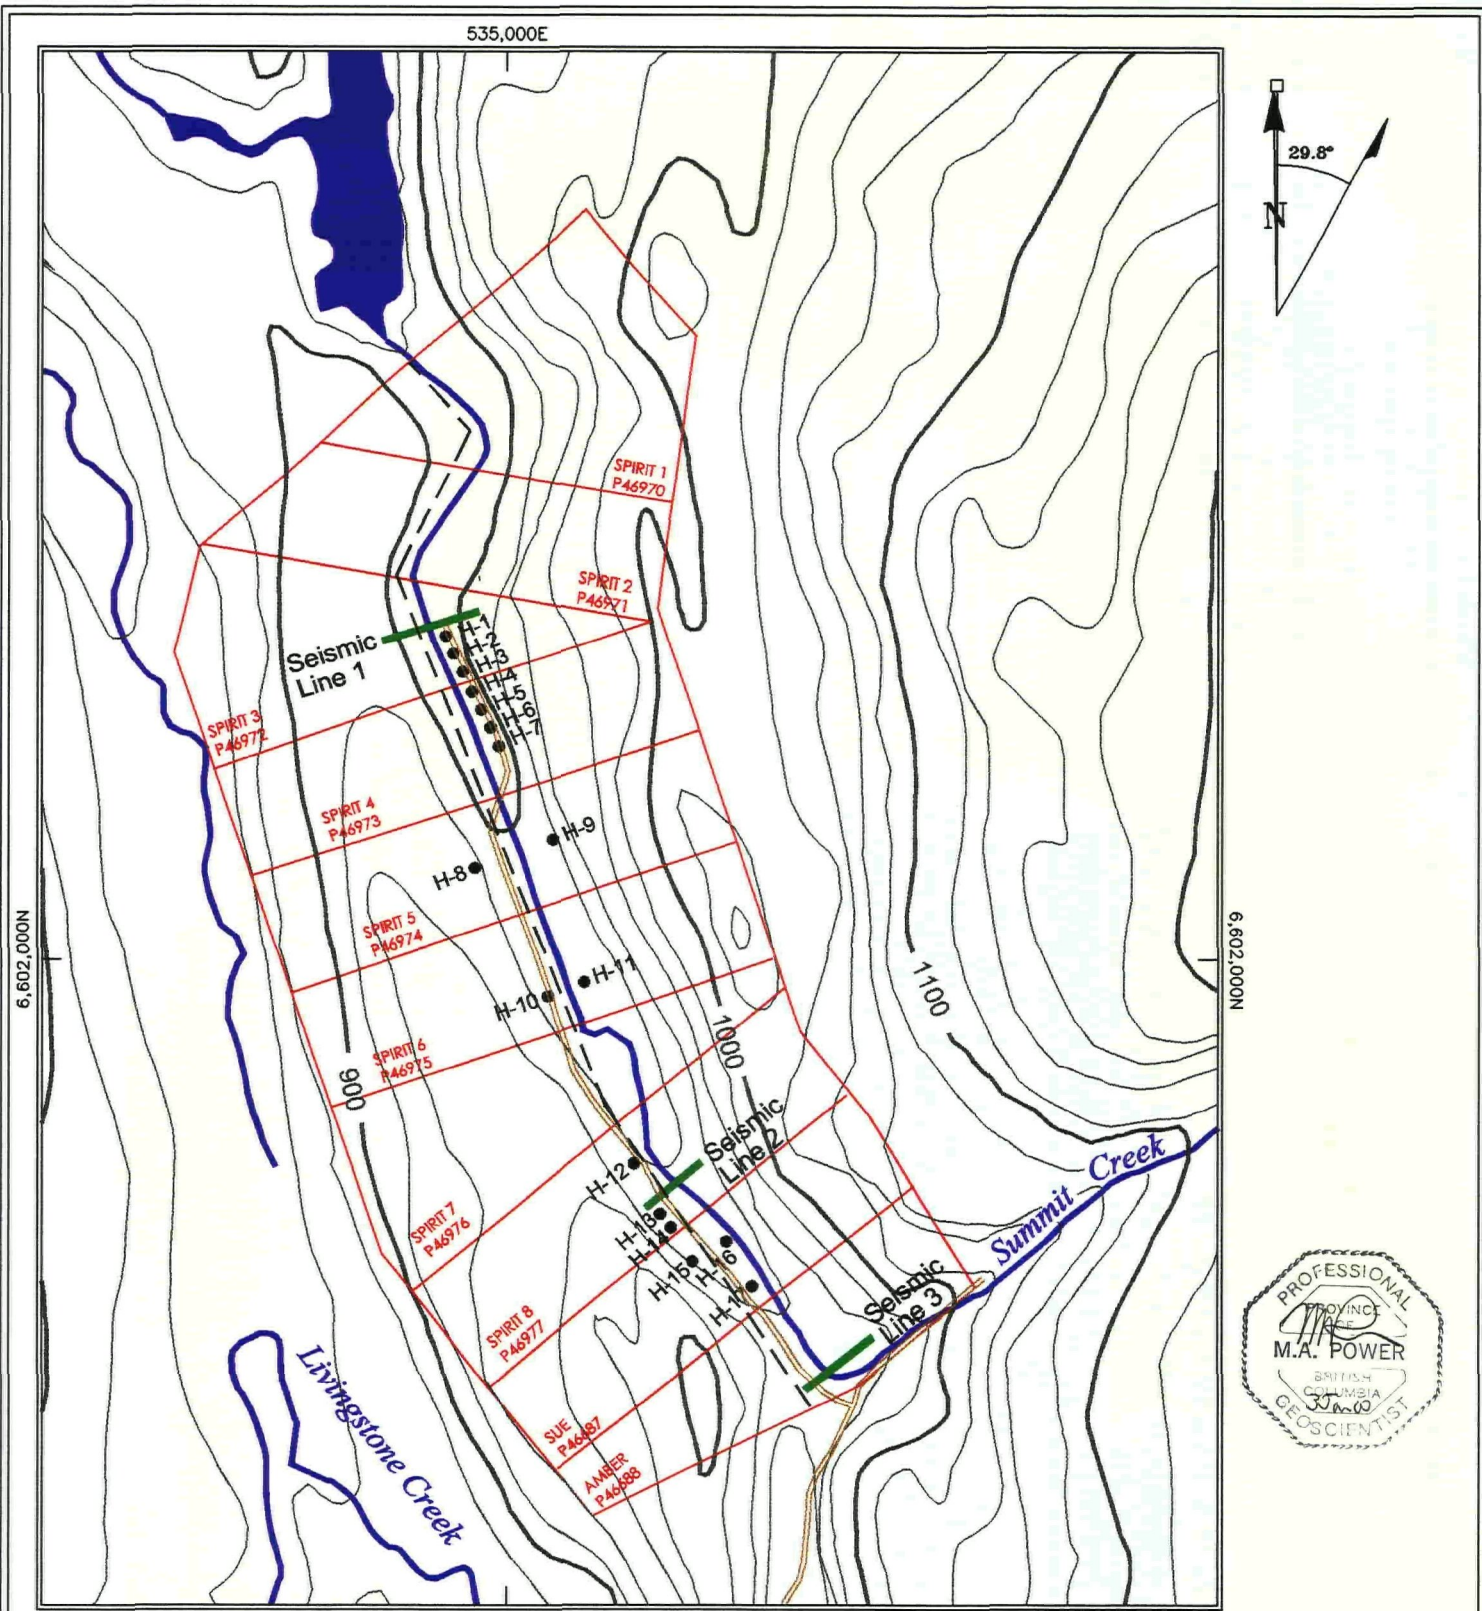 535,000E
29.8°
N
SPIRIT 1
P46970
SPIRIT 2
P46971
H-1
H-2
H-3
H-4
H-5
H-6
H-7
Seismic
Line 1
SPIRIT 3
P46972
SPIRIT 4
P46973
H-9
H-8
SPIRIT 5
P46974
6,602,000N
6,602,000N
H-11
H-10
1100
1000
SPIRIT 6
P46975
900
Seismic
Line 2
H-12
Summit Creek
SPIRIT 7
P46976
H-13
H-14
H-15
H-16
H-17
Seismic
Line 3
SPIRIT 8
P46977
Livingstone Creek
SUE
P46687
AMBER
P46688
PROFESSIONAL
PROVINCE
OF
M.A. POWER
BRITISH
COLUMBIA
GEOSCIENTIST